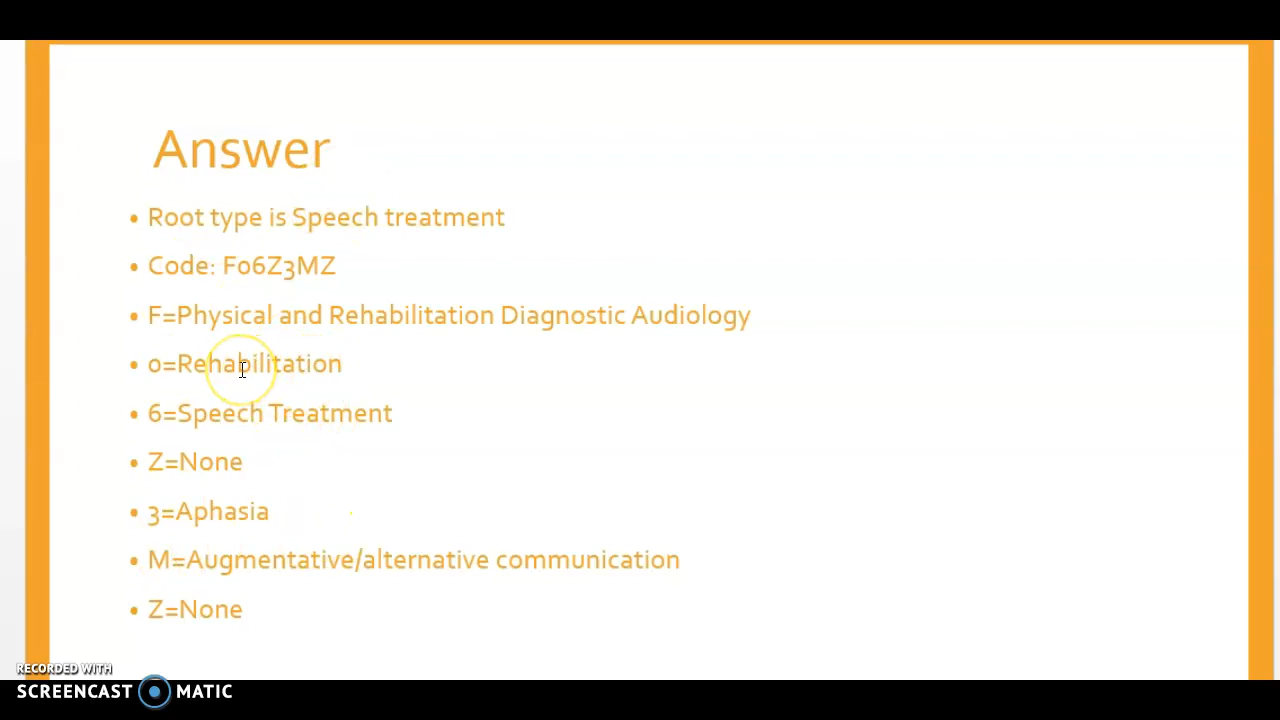 Answer
• Root type is Speech treatment
• Code: F06Z3MZ
• F=Physical and Rehabilitation Diagnostic Audiology
• 0=Rehabilitation
• 6=Speech Treatment
• Z=None
• 3=Aphasia
• M=Augmentative/alternative communication
• Z=None
RECORDED WITH
SCREENCAST MATIC